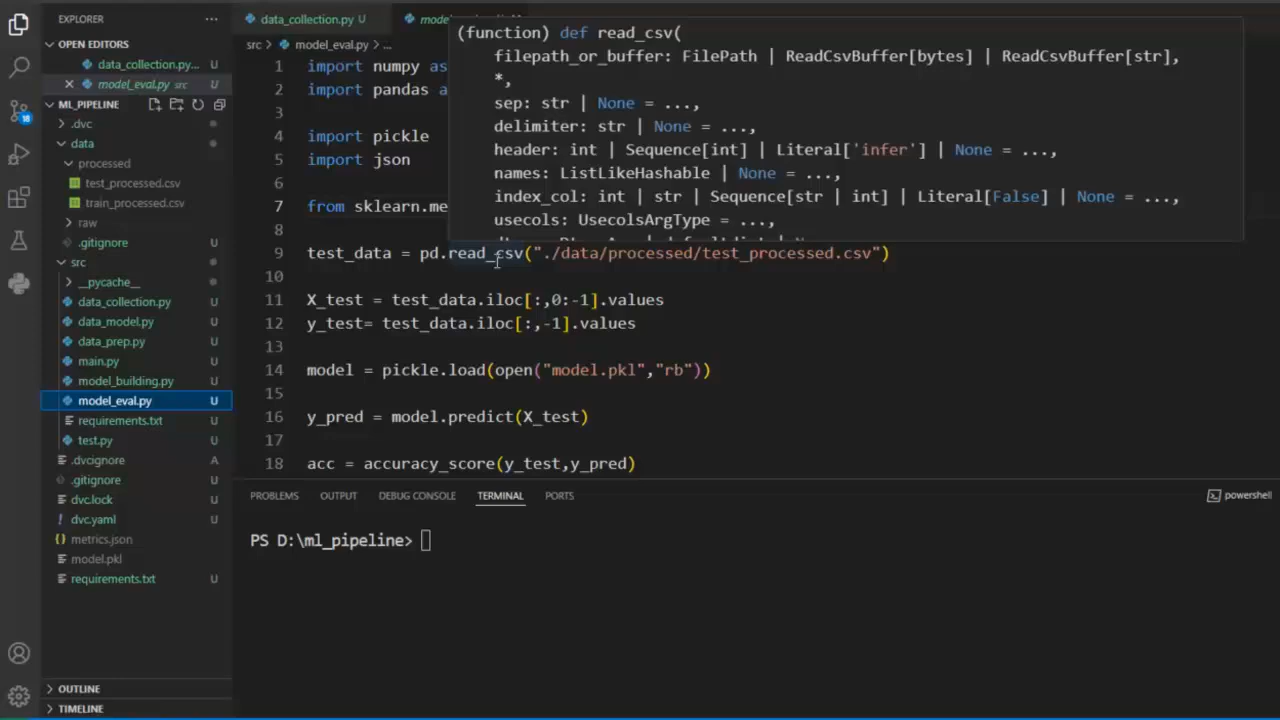 EXPLORER
OPEN EDITORS
data_collection.py... U
model_eval.py src U
ML_PIPELINE
.dvc
data
processed
test_processed.csv
train_processed.csv
raw
.gitignore
src
__pycache__
data_collection.py U
data_model.py U
data_prep.py U
main.py U
model_building.py U
model_eval.py U
requirements.txt U
test.py U
.dvcignore A
.gitignore U
dvc.lock U
dvc.yaml U
metrics.json
model.pkl
requirements.txt U
OUTLINE
TIMELINE
data_collection.py U
src > model_eval.py > ...
(function) def read_csv(
filepath_or_buffer: FilePath | ReadCsvBuffer[bytes] | ReadCsvBuffer[str],
*,
sep: str | None = ...,
delimiter: str | None = ...,
header: int | Sequence[int] | Literal['infer'] | None = ...,
names: ListLikeHashable | None = ...,
index_col: int | str | Sequence[str | int] | Literal[False] | None = ...,
usecols: UsecolsArgType = ...,
1 import numpy as
2 import pandas a
3
4 import pickle
5 import json
6
7 from sklearn.me
8
9 test_data = pd.read_csv("./data/processed/test_processed.csv")
10
11 X_test = test_data.iloc[:,0:-1].values
12 y_test= test_data.iloc[:,-1].values
13
14 model = pickle.load(open("model.pkl","rb"))
15
16 y_pred = model.predict(X_test)
17
18 acc = accuracy_score(y_test,y_pred)
PROBLEMS OUTPUT DEBUG CONSOLE TERMINAL PORTS
powershell
PS D:\ml_pipeline>